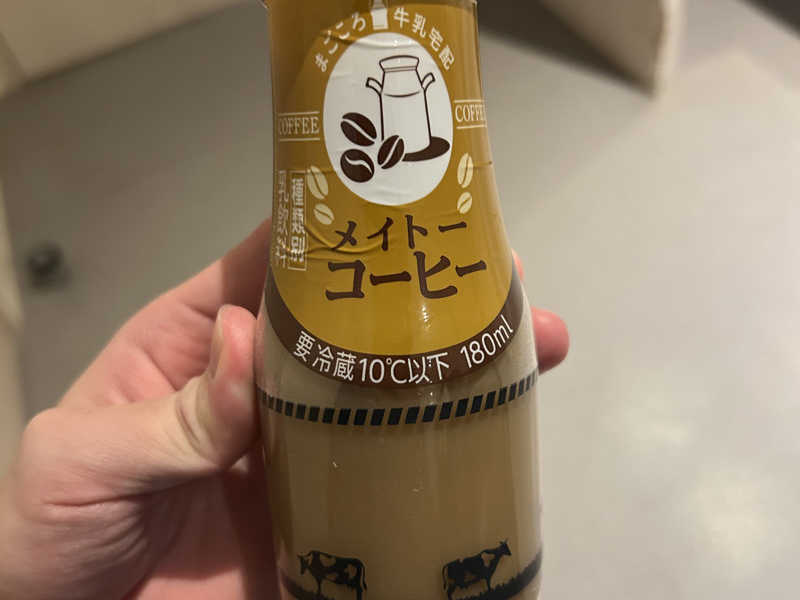 まごころ牛乳宅配
COFFEE
COFFEE
種類別
乳飲料
メイトー
コーヒー
要冷蔵10℃以下 180ml